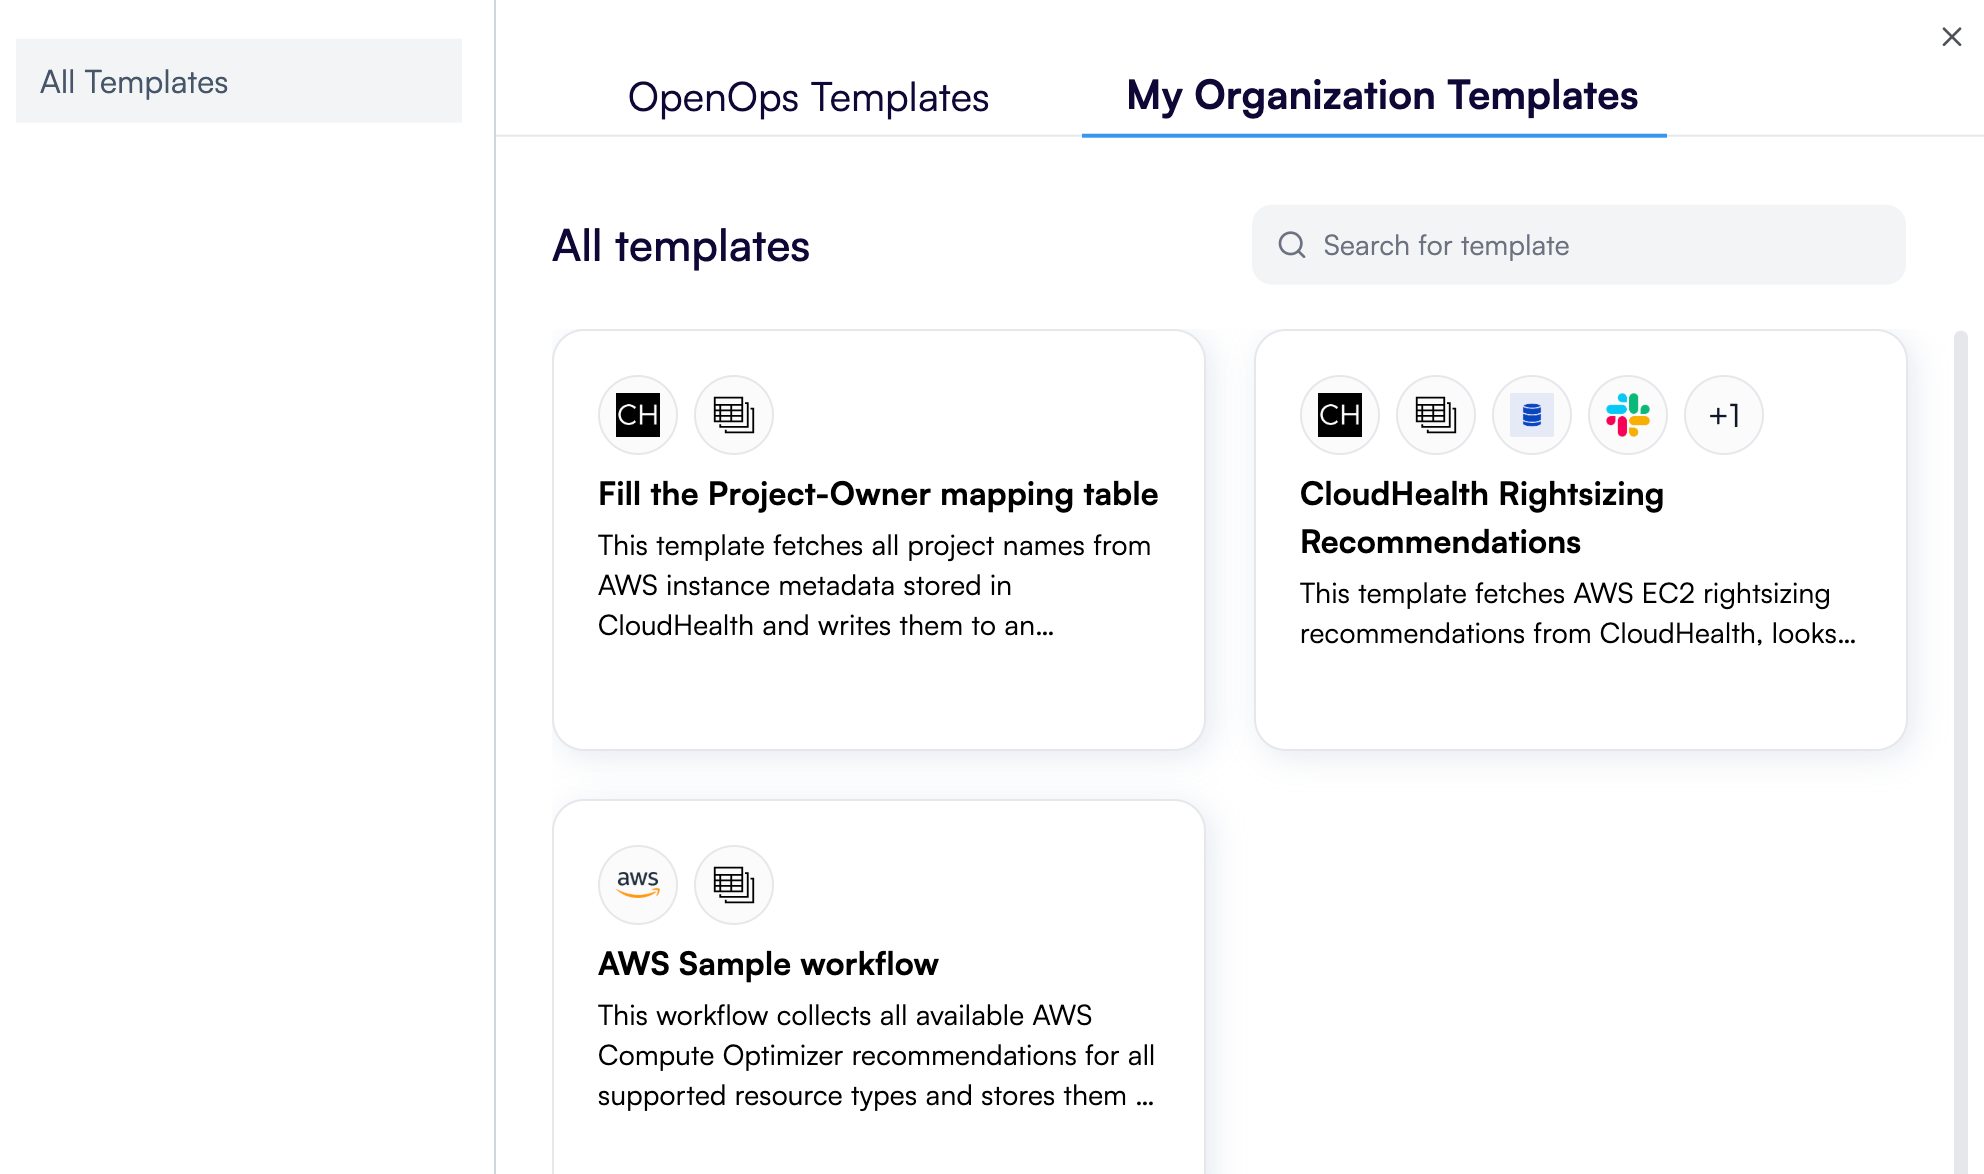 All Templates
OpenOps Templates
My Organization Templates
All templates
Search for template
CH
Fill the Project-Owner mapping table
This template fetches all project names from
AWS instance metadata stored in
CloudHealth and writes them to an...
CH
+1
CloudHealth Rightsizing
Recommendations
This template fetches AWS EC2 rightsizing
recommendations from CloudHealth, looks...
aws
AWS Sample workflow
This workflow collects all available AWS
Compute Optimizer recommendations for all
supported resource types and stores them ...